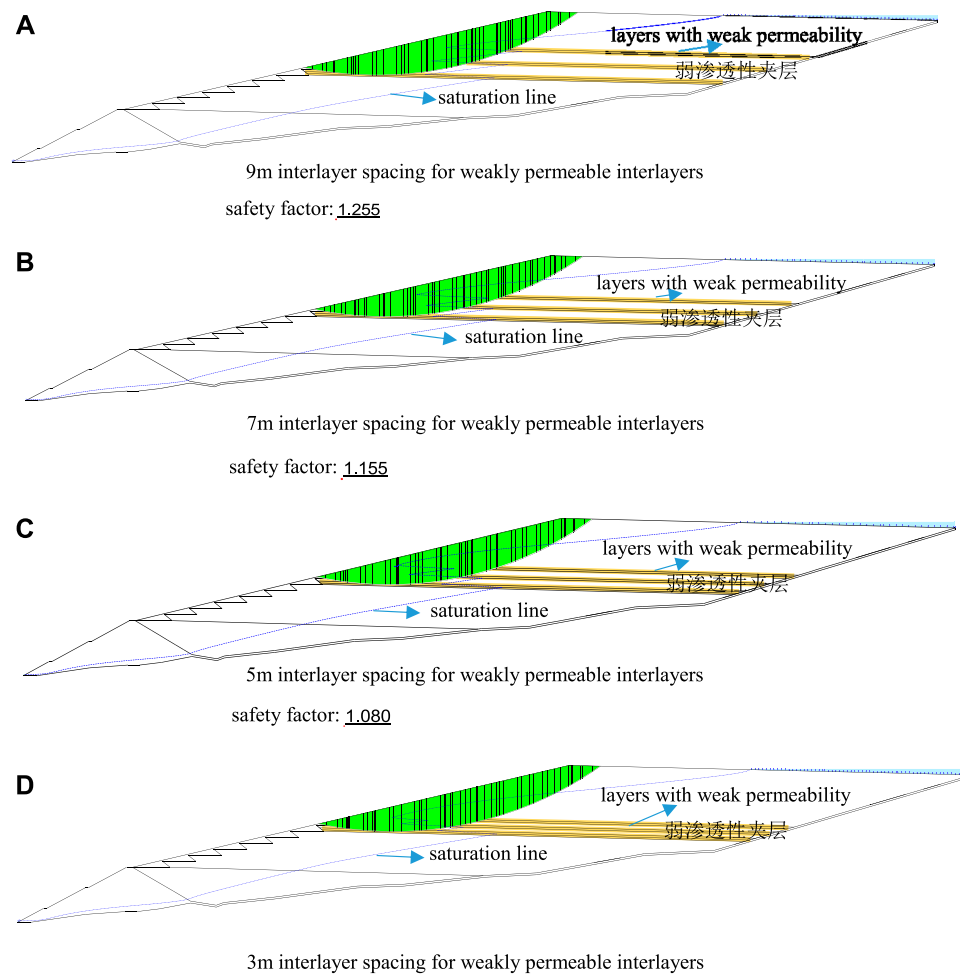 A
layers with weak permeability
弱渗透性夹层
saturation line
9m interlayer spacing for weakly permeable interlayers
safety factor: 1.255
B
layers with weak permeability
弱渗透性夹层
saturation line
7m interlayer spacing for weakly permeable interlayers
safety factor: 1.155
C
layers with weak permeability
弱渗透性夹层
saturation line
5m interlayer spacing for weakly permeable interlayers
safety factor: 1.080
D
layers with weak permeability
弱渗透性夹层
saturation line
3m interlayer spacing for weakly permeable interlayers